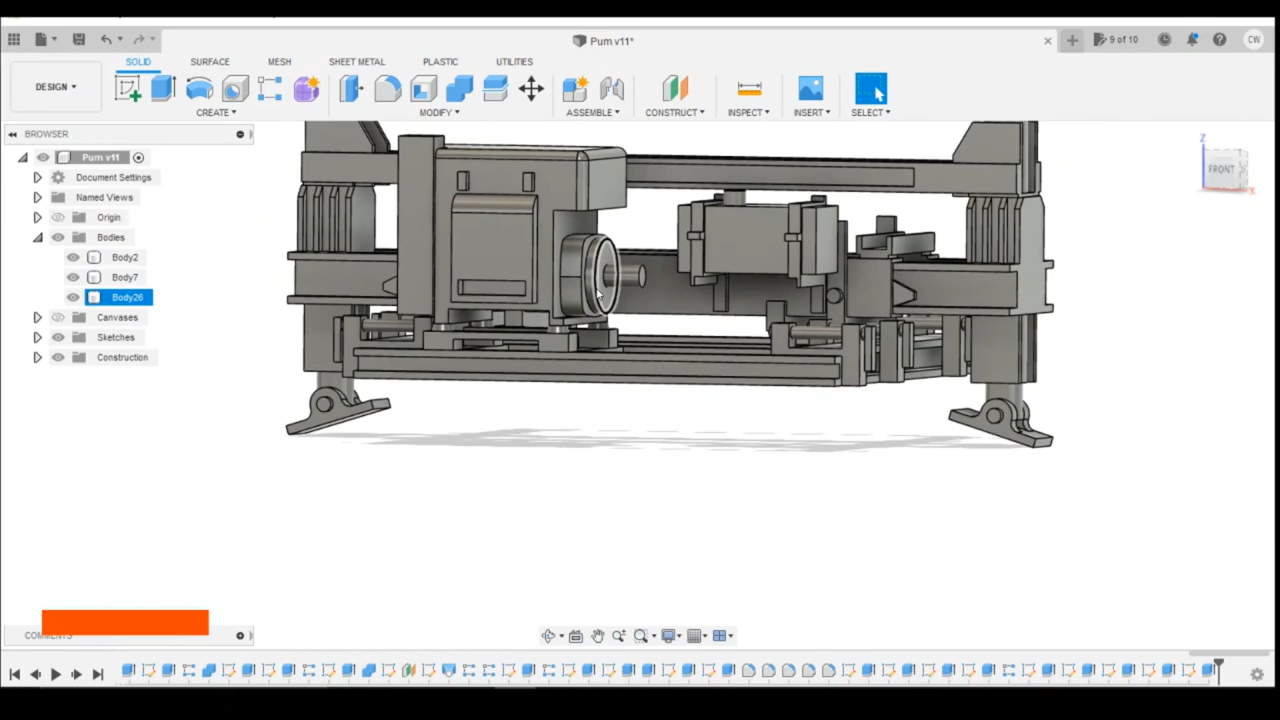 Pum v11*
9 of 10
CW
DESIGN
SOLID
SURFACE
MESH
SHEET METAL
PLASTIC
UTILITIES
CREATE
MODIFY
ASSEMBLE
CONSTRUCT
INSPECT
INSERT
SELECT
BROWSER
Pum v11
Document Settings
Named Views
Origin
Bodies
Body2
Body7
Body26
Canvases
Sketches
Construction
Z
FRONT
X
COMMENTS